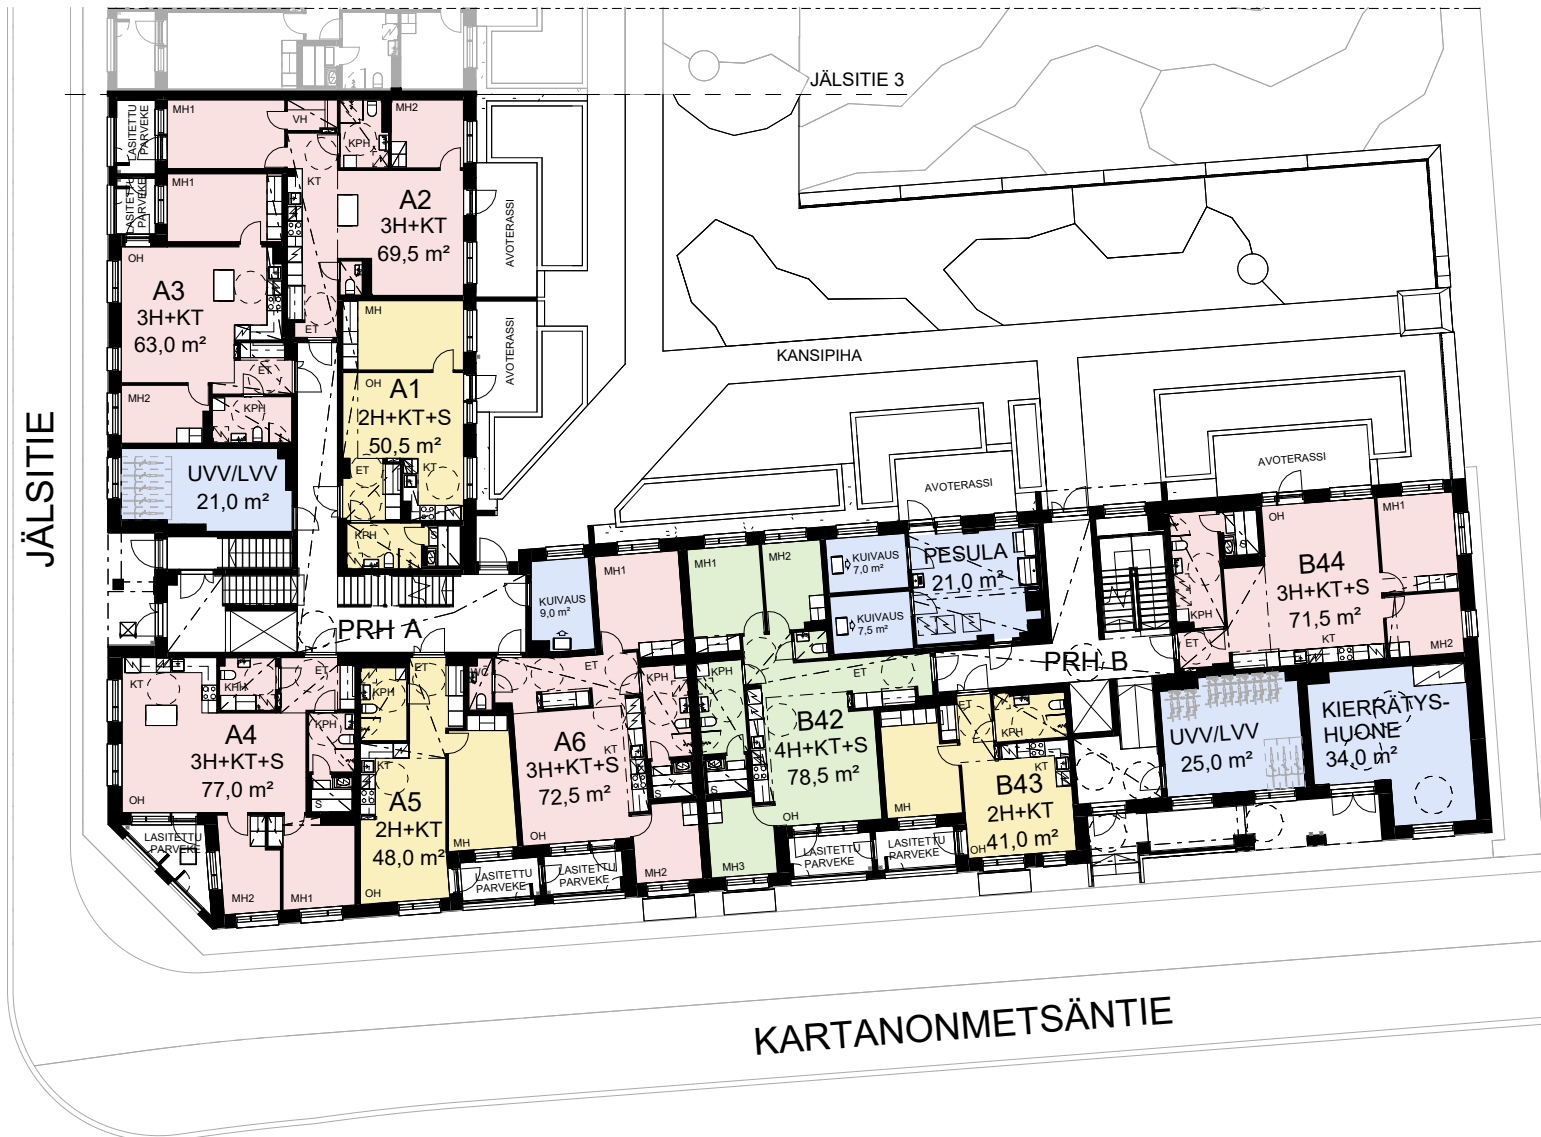 JÄLSITIE 3
LASITETTU
PARVEKE
MH1
VH
KPH
MH2
KT
A2
3H+KT
69,5 m²
ET
AVOTERASSI
LASITETTU
PARVEKE
MH1
OH
A3
3H+KT
63,0 m²
ET
MH2
KPH
MH
OH
A1
2H+KT+S
50,5 m²
ET
KT
KPH
S
AVOTERASSI
KANSIPIHA
JÄLSITIE
UVV/LVV
21,0 m²
AVOTERASSI
AVOTERASSI
PRH A
KUIVAUS
9,0 m²
MH1
MH1
MH2
KUIVAUS
7,0 m²
KUIVAUS
7,5 m²
PESULA
21,0 m²
S
OH
MH1
B44
3H+KT+S
71,5 m²
KPH
ET
KT
MH2
PRH B
KT
KHH
ET
KPH
A4
3H+KT+S
77,0 m²
OH
S
LASITETTU
PARVEKE
MH2
MH1
KPH
ET
KT
A5
2H+KT
48,0 m²
MH
OH
WC
ET
KPH
A6
KT
3H+KT+S
72,5 m²
S
OH
MH2
LASITETTU
PARVEKE
LASITETTU
PARVEKE
KPH
ET
B42
4H+KT+S
78,5 m²
S
OH
MH3
LASITETTU
PARVEKE
LASITETTU
PARVEKE
ET
KPH
KT
B43
2H+KT
41,0 m²
MH
OH
UVV/LVV
25,0 m²
KIERRÄTYS-
HUONE
34,0 m²
KARTANONMETSÄNTIE